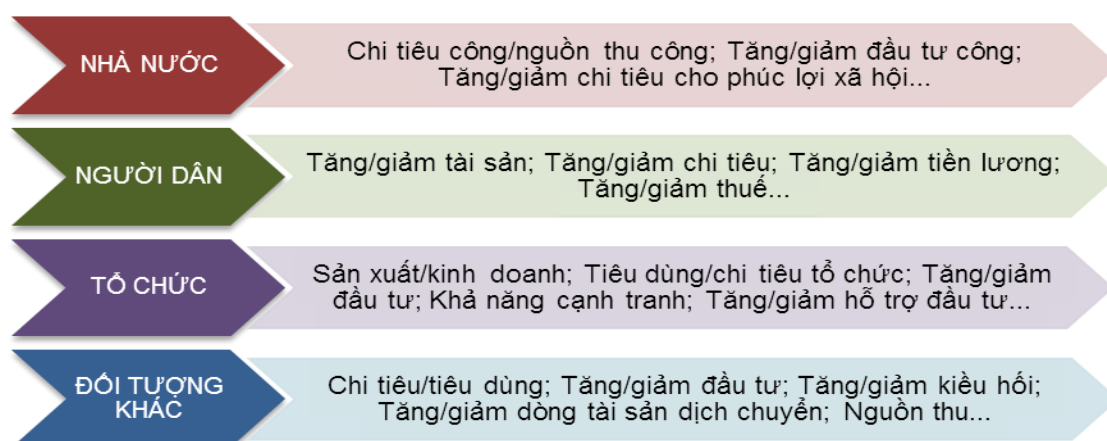 NHÀ NƯỚC
Chi tiêu công/nguồn thu công; Tăng/giảm đầu tư công;
Tăng/giảm chi tiêu cho phúc lợi xã hội...
NGƯỜI DÂN
Tăng/giảm tài sản; Tăng/giảm chi tiêu; Tăng/giảm tiền lương;
Tăng/giảm thuế...
TỔ CHỨC
Sản xuất/kinh doanh; Tiêu dùng/chi tiêu tổ chức; Tăng/giảm
đầu tư; Khả năng cạnh tranh; Tăng/giảm hỗ trợ đầu tư...
ĐỐI TƯỢNG
KHÁC
Chi tiêu/tiêu dùng; Tăng/giảm đầu tư; Tăng/giảm kiều hối;
Tăng/giảm dòng tài sản dịch chuyển; Nguồn thu...